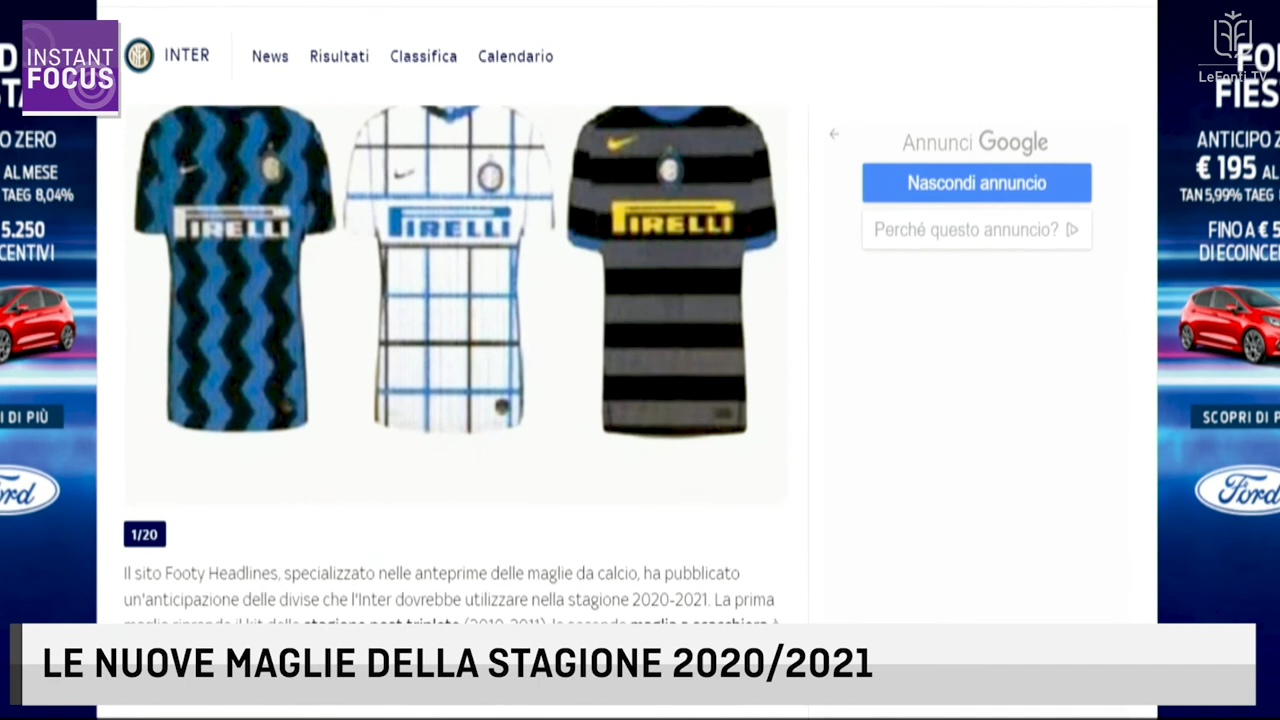 INSTANT
FOCUS
INTER
News Risultati Classifica Calendario
LeFonti.TV
PIRELLI
PIRELLI
PIRELLI
O ZERO
AL MESE
TAEG 8,04%
5.250
CENTIVI
I DI PIÙ
Ford
Annunci Google
Nascondi annuncio
Perché questo annuncio?
FIES
ANTICIPO Z
€ 195 AL
TAN 5,99% TAEG
FINO A € 5
DI ECOINCE
SCOPRI DI P
Ford
1/20
Il sito Footy Headlines, specializzato nelle anteprime delle maglie da calcio, ha pubblicato
un'anticipazione delle divise che l'Inter dovrebbe utilizzare nella stagione 2020-2021. La prima
LE NUOVE MAGLIE DELLA STAGIONE 2020/2021